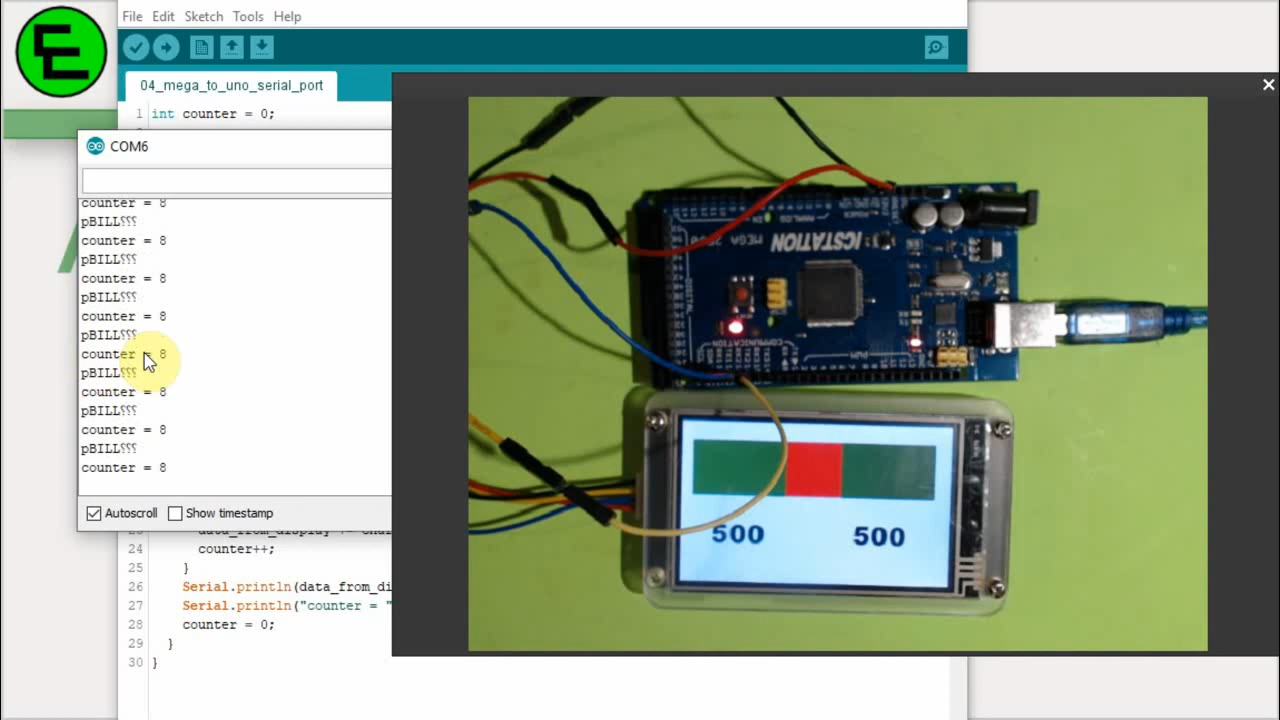 File Edit Sketch Tools Help
04_mega_to_uno_serial_port
1 int counter = 0;
COM6
counter = 8
pBILL⸮⸮⸮
counter = 8
pBILL⸮⸮⸮
counter = 8
pBILL⸮⸮⸮
counter = 8
pBILL⸮⸮⸮
counter = 8
pBILL⸮⸮⸮
counter = 8
pBILL⸮⸮⸮
counter = 8
pBILL⸮⸮⸮
counter = 8
Autoscroll Show timestamp
24 counter++;
25 }
26 Serial.println(data_from_di
27 Serial.println("counter = "
28 counter = 0;
29 }
30 }
ICSTATION
MEGA
DIGITAL
COMMUNICATION
PWM
500 500